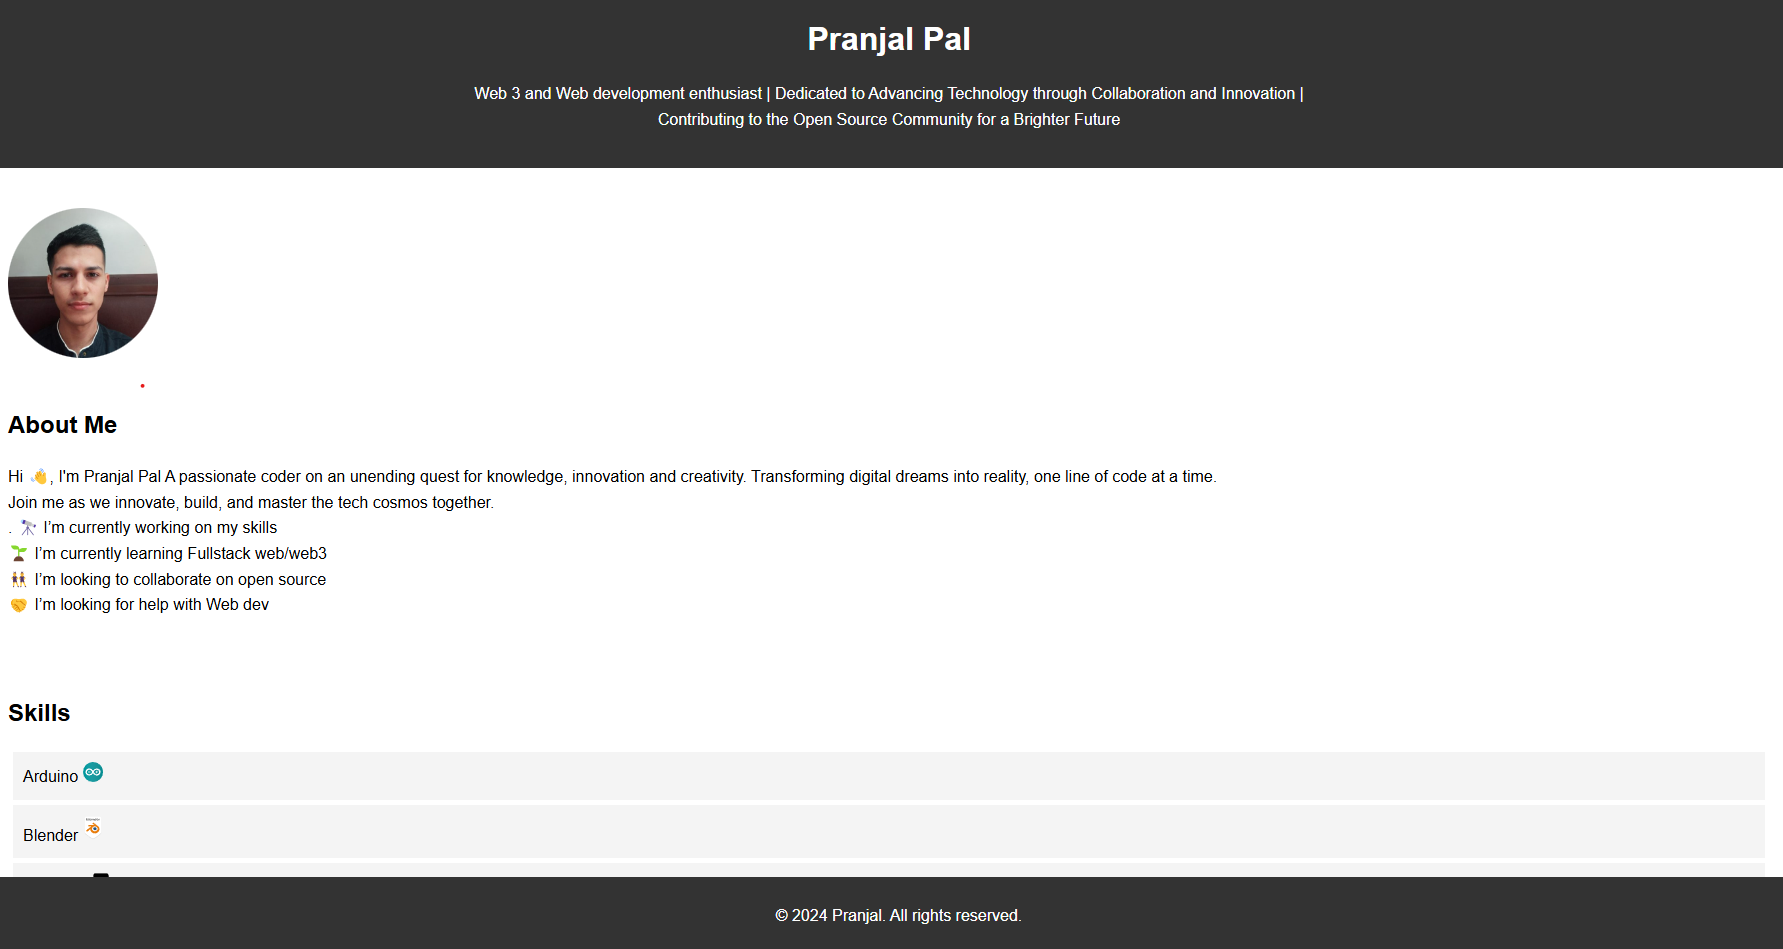 Pranjal Pal
Web 3 and Web development enthusiast | Dedicated to Advancing Technology through Collaboration and Innovation |
Contributing to the Open Source Community for a Brighter Future
About Me
Hi 👋, I'm Pranjal Pal A passionate coder on an unending quest for knowledge, innovation and creativity. Transforming digital dreams into reality, one line of code at a time.
Join me as we innovate, build, and master the tech cosmos together.
. 🔭 I’m currently working on my skills
🌱 I’m currently learning Fullstack web/web3
👯 I’m looking to collaborate on open source
🤝 I’m looking for help with Web dev
Skills
Arduino
Blender
© 2024 Pranjal. All rights reserved.